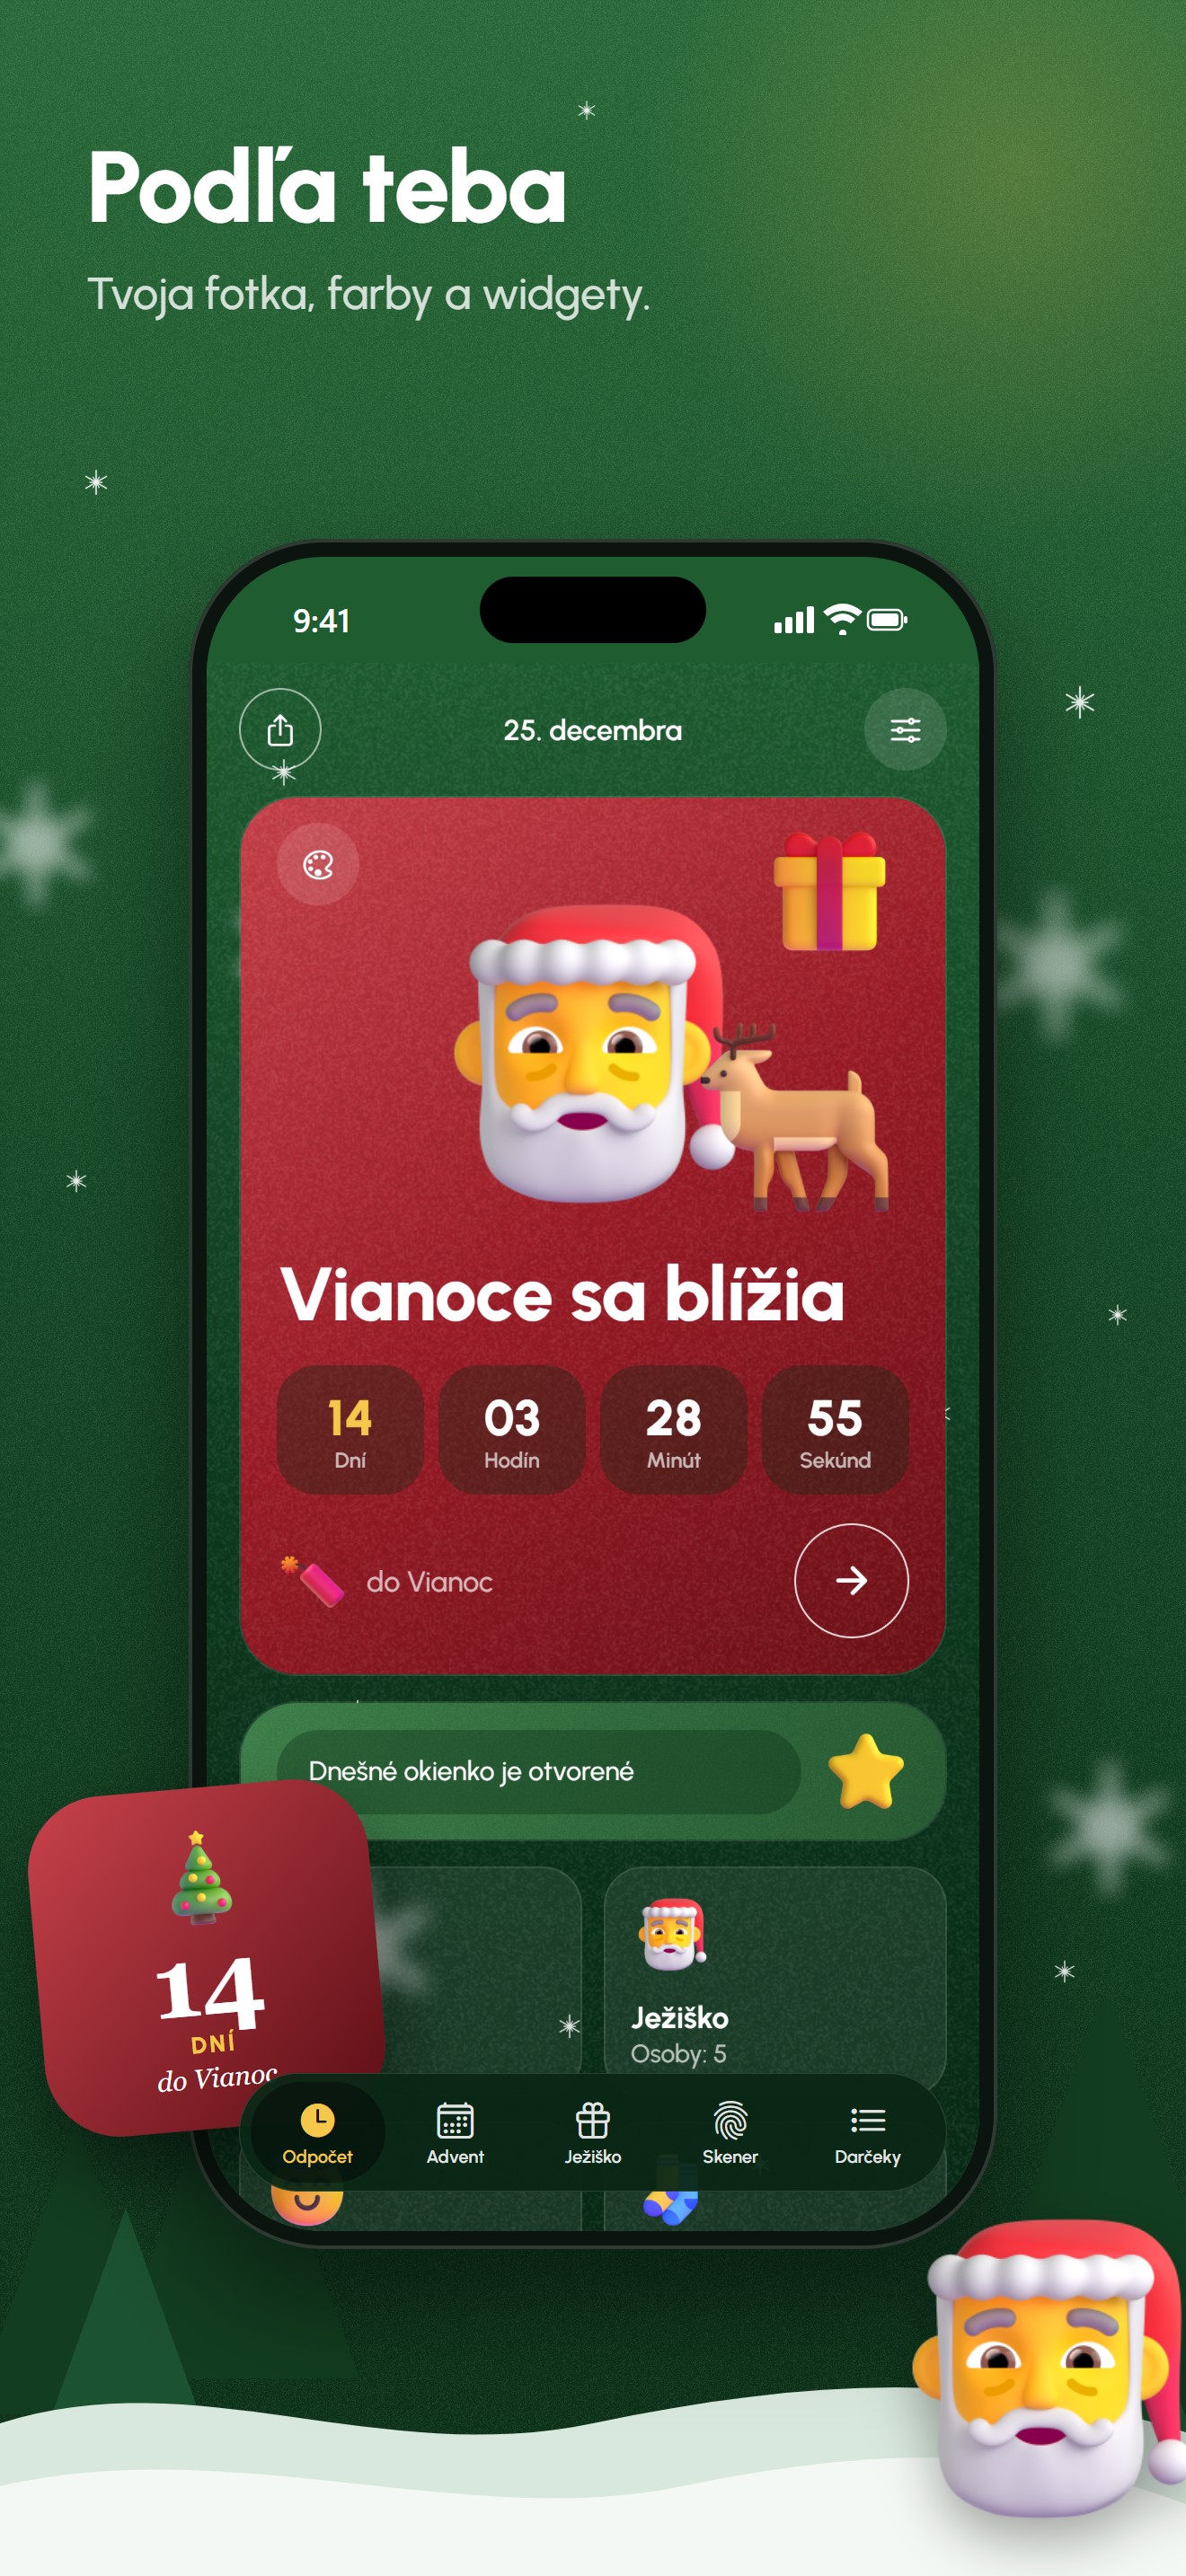 Podľa teba
Tvoja fotka, farby a widgety.
9:41
25. decembra
Vianoce sa blížia
14
Dní
03
Hodín
28
Minút
55
Sekúnd
do Vianoc
Dnešné okienko je otvorené
14
DNÍ
do Vianoc
Ježiško
Osoby: 5
Odpočet
Advent
Ježiško
Skener
Darčeky